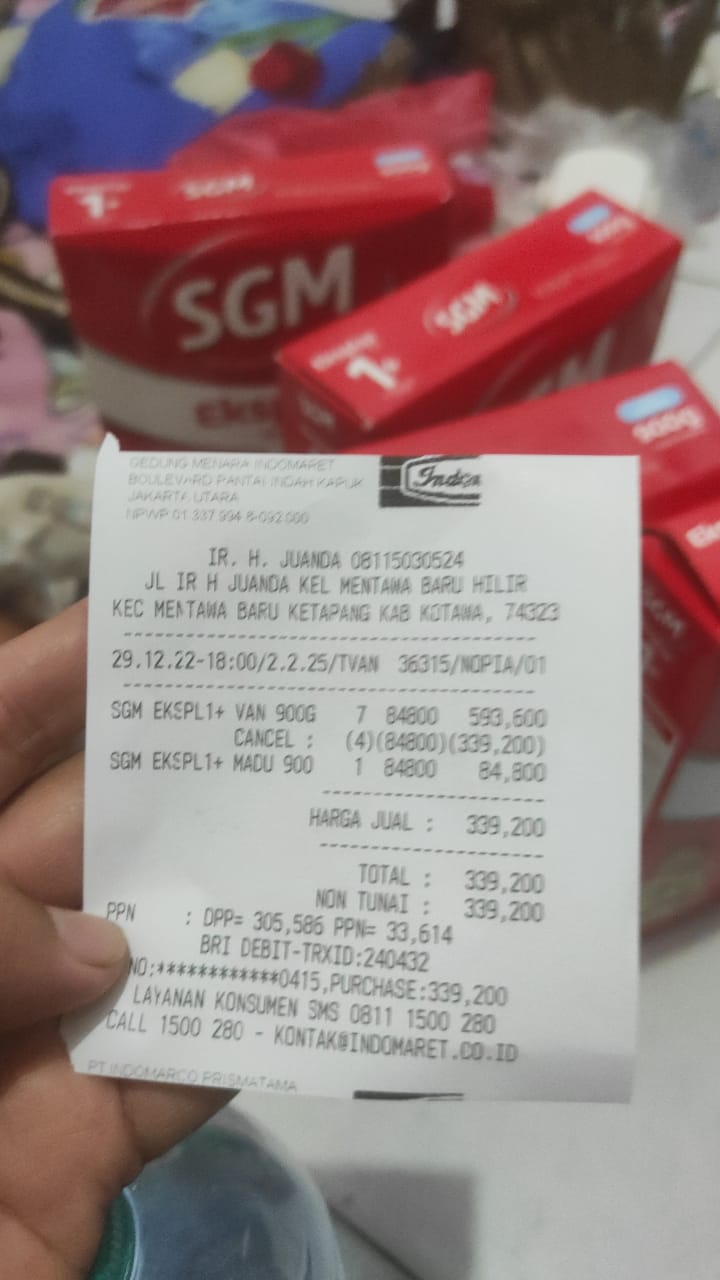 1+
SGM
SGM
SGM
1+
900g
SGM
GEDUNG MENARA INDOMARET
BOULEVARD PANTAI INDAH KAPUK
JAKARTA UTARA
NPWP 01 337 994 6-092 000
IR. H. JUANDA 08115030524
JL IR H JUANDA KEL MENTAWA BARU HILIR
KEC MENTAWA BARU KETAPANG KAB KOTAWA, 74323
29.12.22-18:00/2.2.25/TVAN 36315/NOPIA/01
SGM EKSPL1+ VAN 900G 7 84800 593,600
CANCEL : (4)(84800)(339,200)
SGM EKSPL1+ MADU 900 1 84800 84,800
HARGA JUAL : 339,200
TOTAL : 339,200
NON TUNAI : 339,200
PPN : DPP= 305,586 PPN= 33,614
BRI DEBIT-TRXID:240432
NO:************0415,PURCHASE:339,200
LAYANAN KONSUMEN SMS 0811 1500 280
CALL 1500 280 - KONTAK@INDOMARET.CO.ID
PT INDOMARCO PRISMATAMA